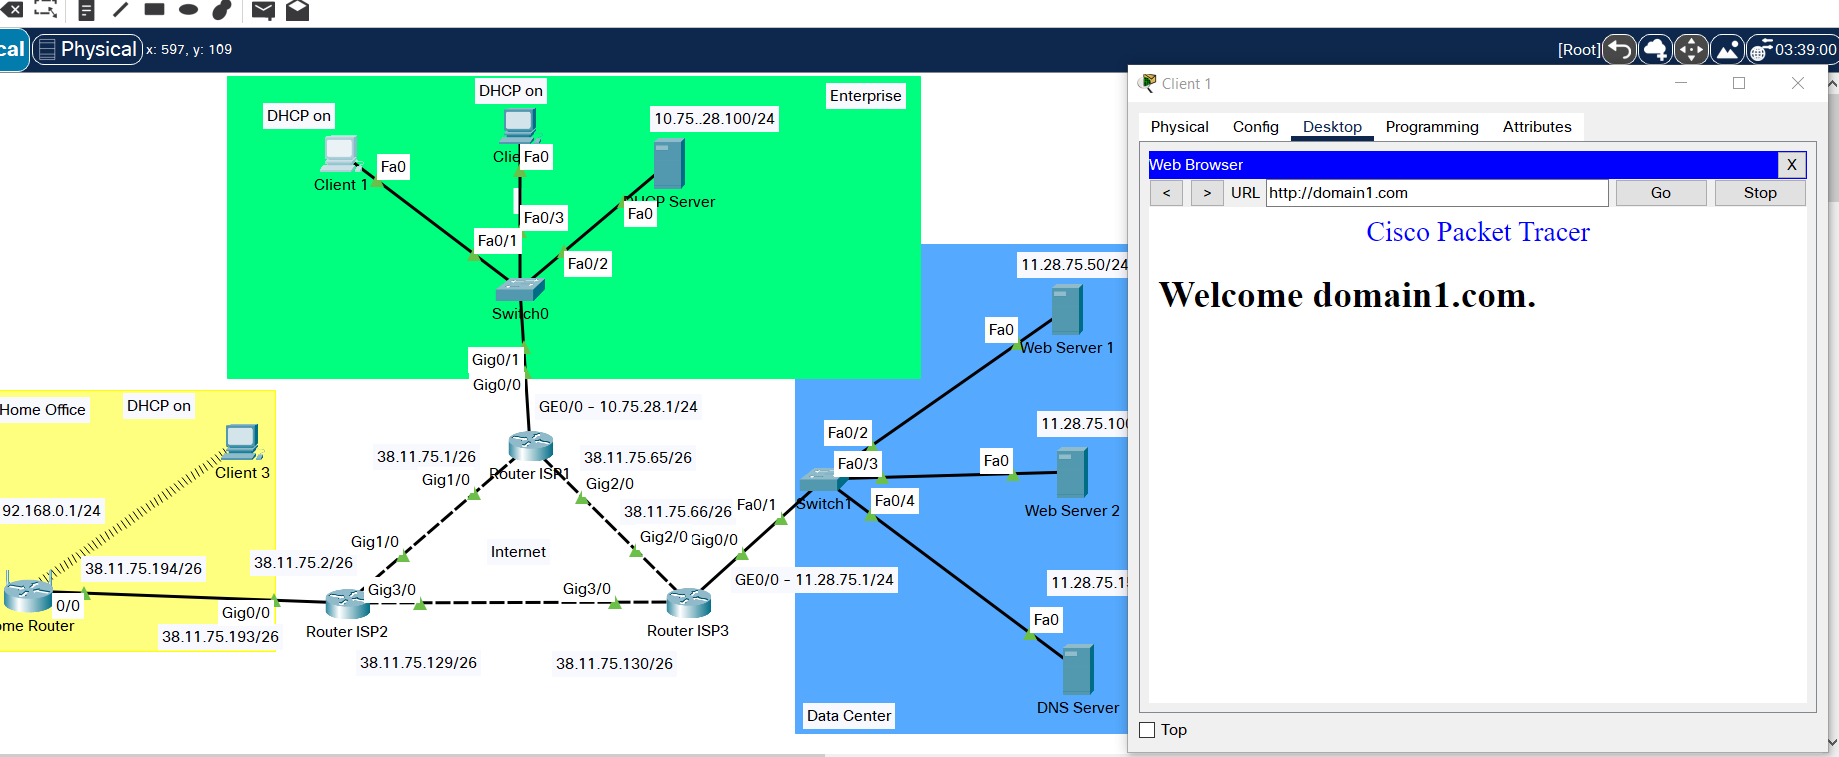 Physical
x: 597, y: 109
[Root]
03:39:00
Client 1
Physical
Config
Desktop
Programming
Attributes
Web Browser
X
<
>
URL
http://domain1.com
Go
Stop
Cisco Packet Tracer
Welcome domain1.com.
Top
Enterprise
DHCP on
DHCP on
10.75..28.100/24
Client 1
Fa0
Fa0
Server
Fa0
Fa0/3
Fa0/1
Fa0/2
Switch0
Gig0/1
Gig0/0
GE0/0 - 10.75.28.1/24
Home Office
DHCP on
Client 3
92.168.0.1/24
38.11.75.194/26
0/0
Router
Gig0/0
38.11.75.193/26
38.11.75.1/26
Gig1/0
Router ISP1
38.11.75.65/26
Gig2/0
38.11.75.66/26
Gig2/0
Gig0/0
Internet
Gig1/0
38.11.75.2/26
Gig3/0
Router ISP2
38.11.75.129/26
Gig3/0
Router ISP3
38.11.75.130/26
GE0/0 - 11.28.75.1/24
Fa0/1
Switch1
Fa0/2
Fa0/3
Fa0/4
11.28.75.50/24
Fa0
Web Server 1
11.28.75.100
Fa0
Web Server 2
Fa0
DNS Server
Data Center